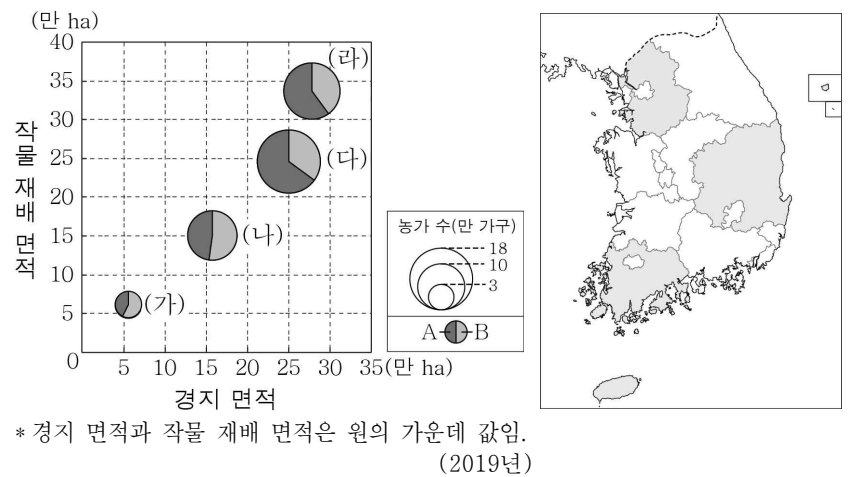 (만 ha)
40
35
30
25
20
15
10
5
0
작물 재배 면적
(라)
(다)
(나)
(가)
5 10 15 20 25 30 35(만 ha)
경지 면적
농가 수(만 가구)
18
10
3
A B
* 경지 면적과 작물 재배 면적은 원의 가운데 값임.
(2019년)